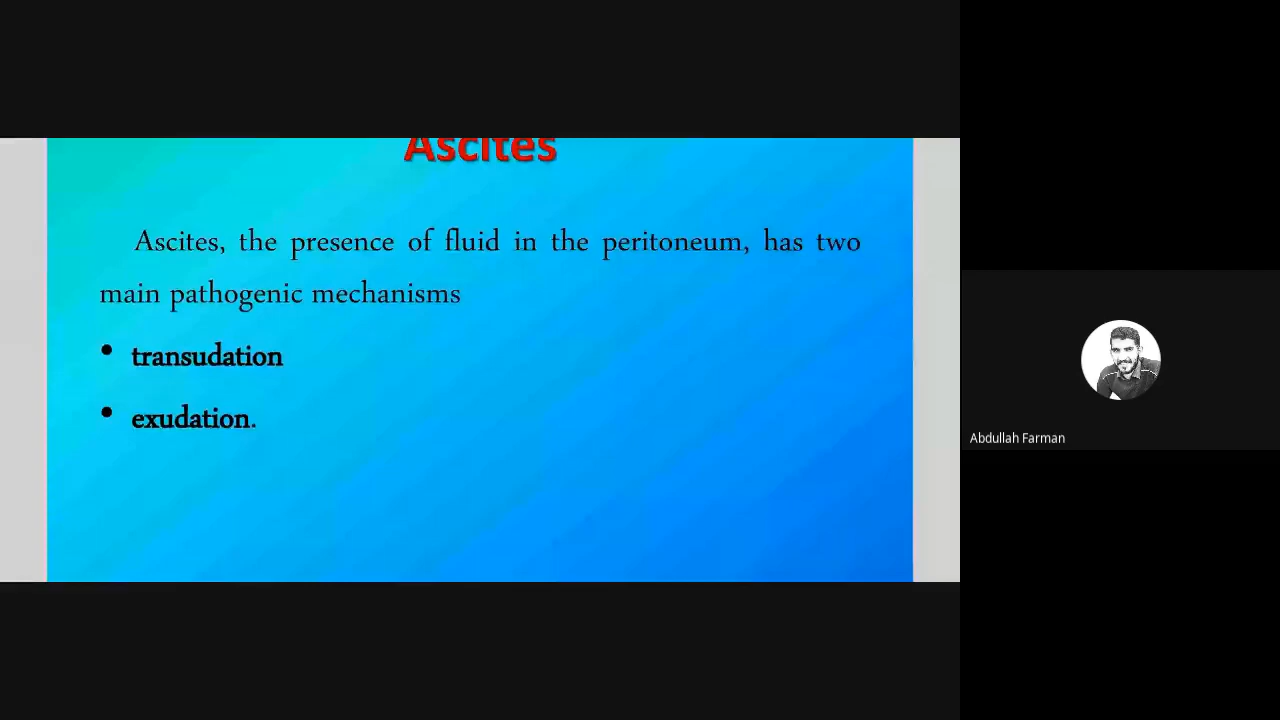 Ascites
Ascites, the presence of fluid in the peritoneum, has two
main pathogenic mechanisms
• transudation
• exudation.
Abdullah Farman